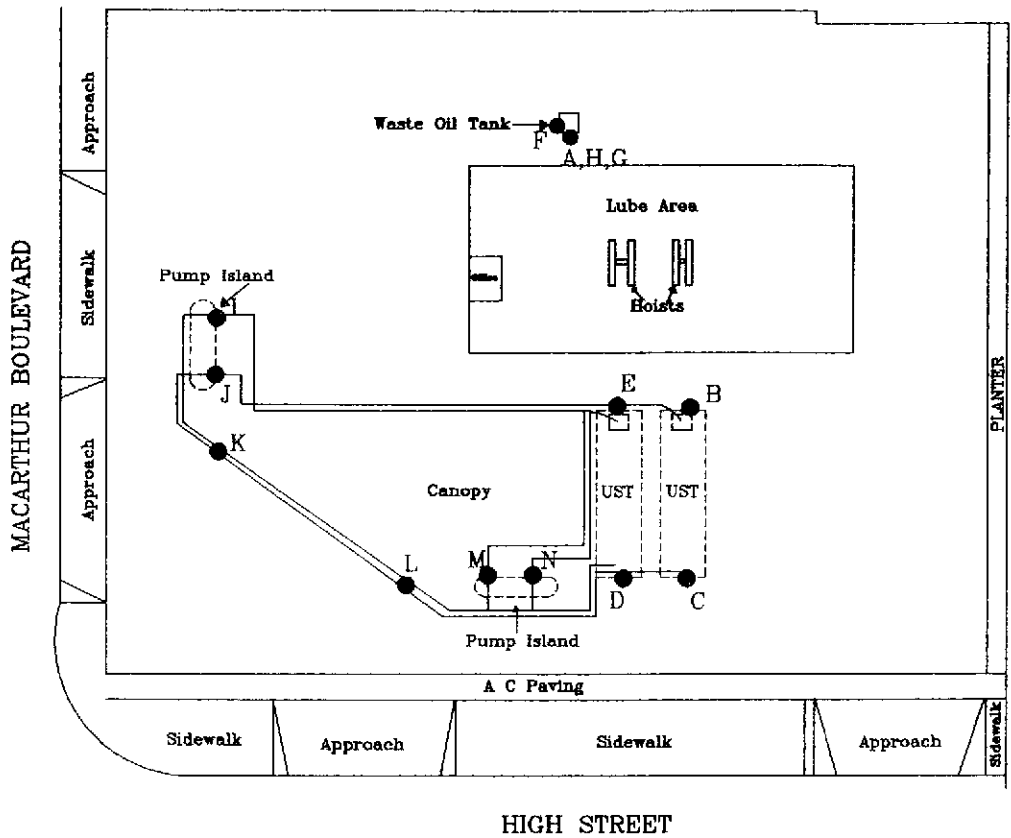 Approach
Waste Oil Tank
F
A,H,G
Lube Area
Hoists
Office
Sidewalk
MACARTHUR BOULEVARD
Pump Island
J
E
B
PLANTER
K
Approach
Canopy
UST
UST
L
M
N
D
C
Pump Island
A C Paving
Sidewalk
Approach
Sidewalk
Approach
Sidewalk
HIGH STREET